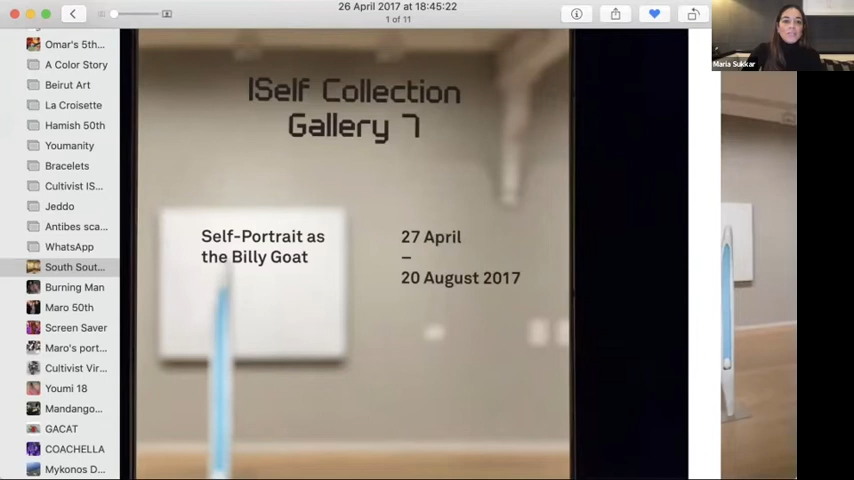 26 April 2017 at 18:45:22
1 of 11
Omar's 5th...
A Color Story
Beirut Art
La Croisette
Hamish 50th
Youmanity
Bracelets
Cultivist IS...
Jeddo
Antibes sca...
WhatsApp
South Sout...
Burning Man
Maro 50th
Screen Saver
Maro's port...
Cultivist Vir...
Youmi 18
Mandango...
GACAT
COACHELLA
Mykonos D...
ISelf Collection
Gallery 7
Self-Portrait as
the Billy Goat
27 April
–
20 August 2017
Maria Sukkar